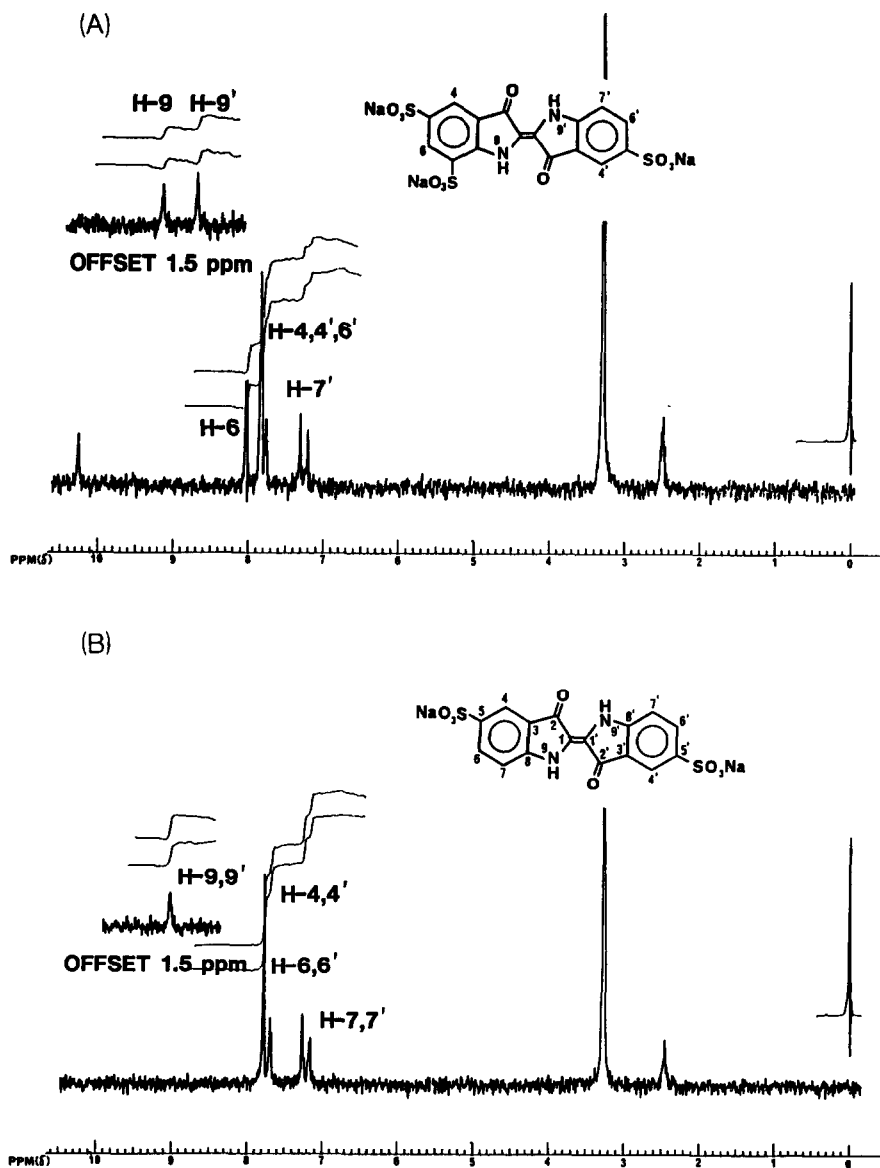 (A)
H-9 H-9'
OFFSET 1.5 ppm
H-4,4',6'
H-7'
H-6
4
O
HN
7'
6'
NaO3S
9'
9
6
NH
O
4'
SO3Na
NaO3S
PPM(δ) 10 9 8 7 6 5 4 3 2 1 0
(B)
O
HN
7'
4
2
8'
6'
NaO3S
5
3
1
9'
1'
3'
5'
6
7
8
9
NH
2'
O
4'
SO3Na
H-9,9'
OFFSET 1.5 ppm
H-4,4'
H-6,6'
H-7,7'
PPM(δ) 10 9 8 7 6 5 4 3 2 1 0